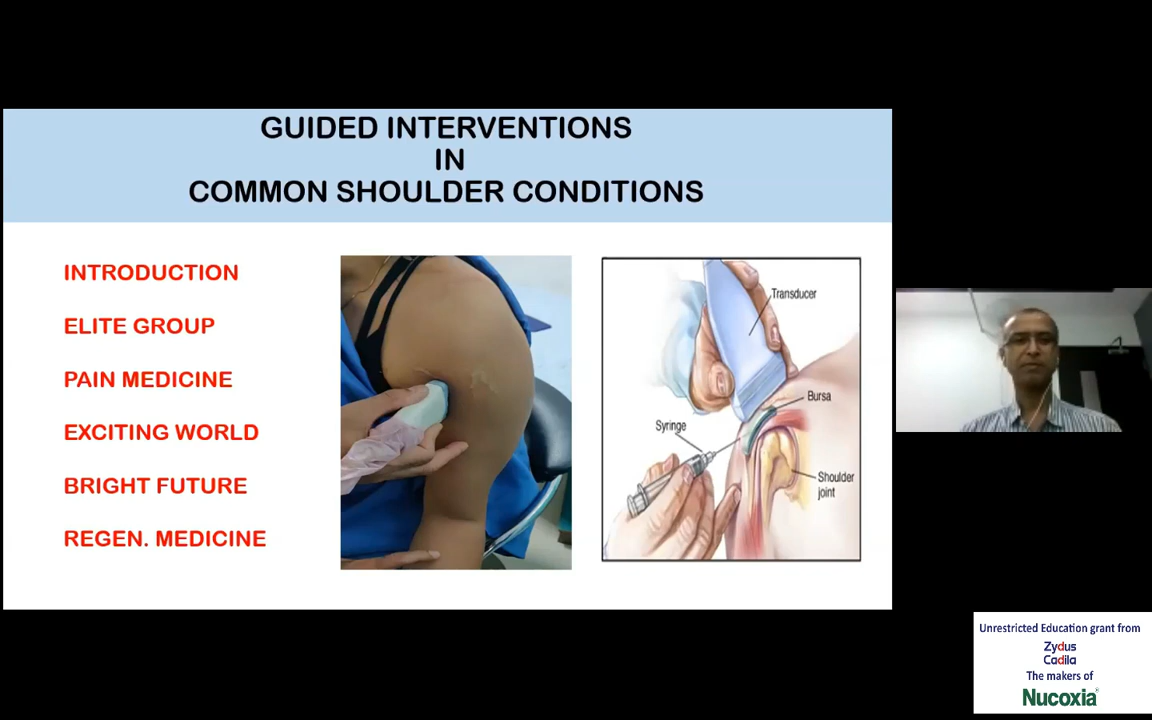 GUIDED INTERVENTIONS
IN
COMMON SHOULDER CONDITIONS
INTRODUCTION
ELITE GROUP
PAIN MEDICINE
EXCITING WORLD
BRIGHT FUTURE
REGEN. MEDICINE
Transducer
Bursa
Syringe
Shoulder
joint
Unrestricted Education grant from
Zydus
Cadila
The makers of
Nucoxia